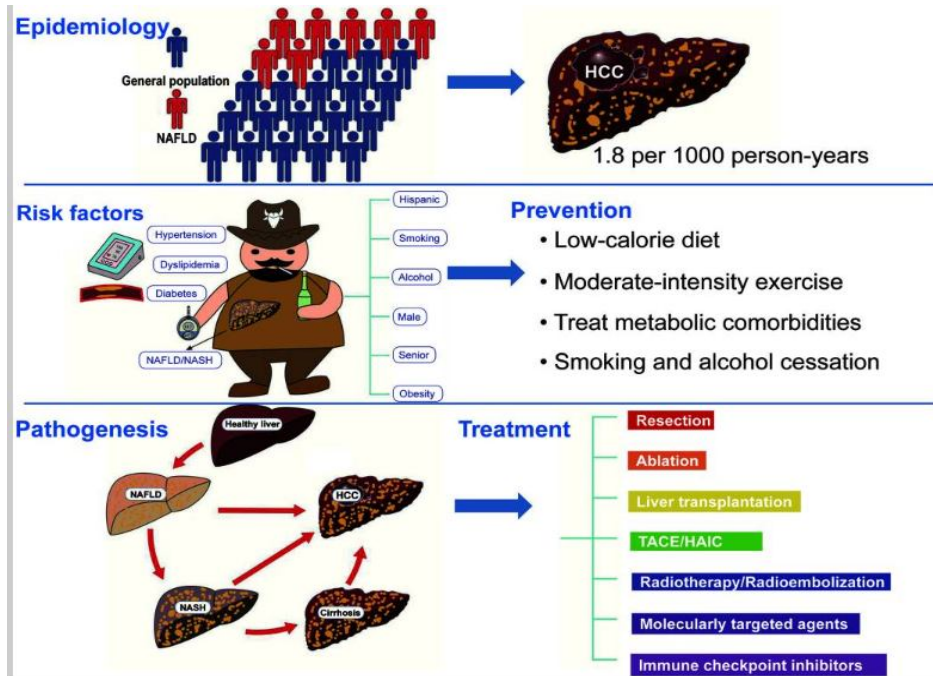 Epidemiology
General population
NAFLD
HCC
1.8 per 1000 person-years
Risk factors
Hypertension
Dyslipidemia
Diabetes
NAFLD/NASH
Hispanic
Smoking
Alcohol
Male
Senior
Obesity
Prevention
• Low-calorie diet
• Moderate-intensity exercise
• Treat metabolic comorbidities
• Smoking and alcohol cessation
Pathogenesis
Healthy liver
NAFLD
HCC
NASH
Cirrhosis
Treatment
Resection
Ablation
Liver transplantation
TACE/HAIC
Radiotherapy/Radioembolization
Molecularly targeted agents
Immune checkpoint inhibitors